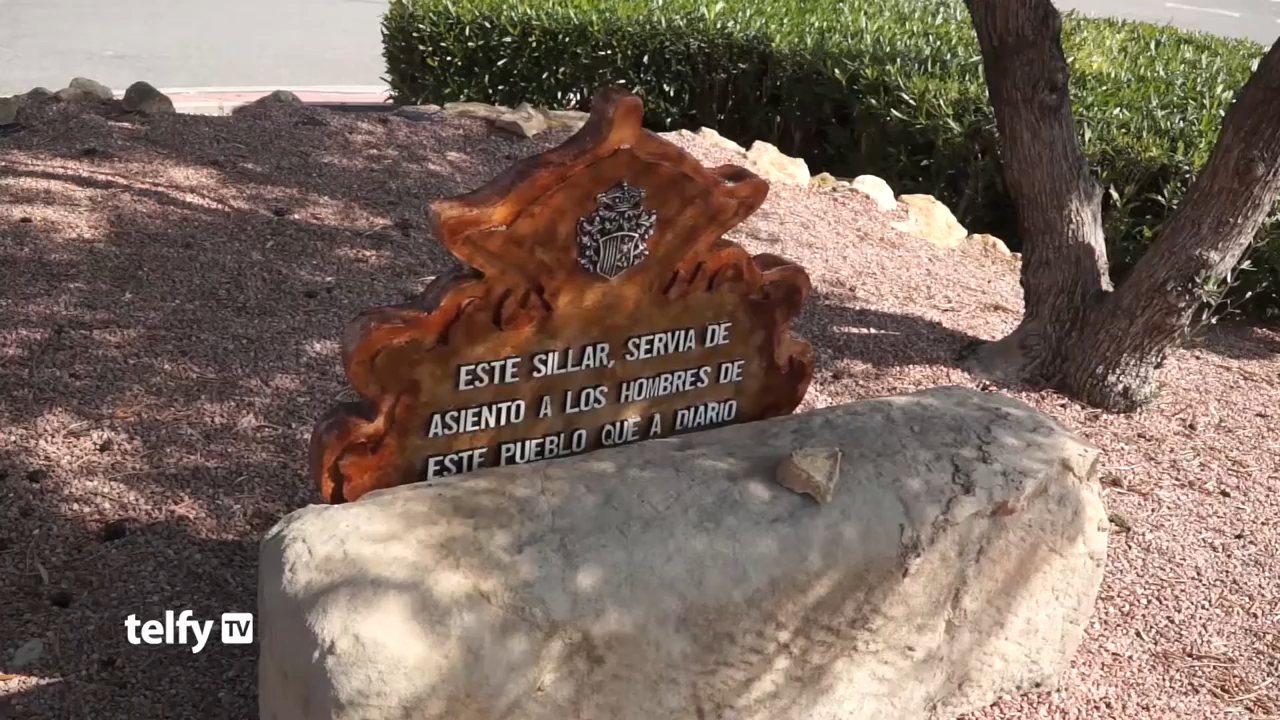 ESTE SILLAR, SERVIA DE
ASIENTO A LOS HOMBRES DE
ESTE PUEBLO QUE A DIARIO
telfy TV